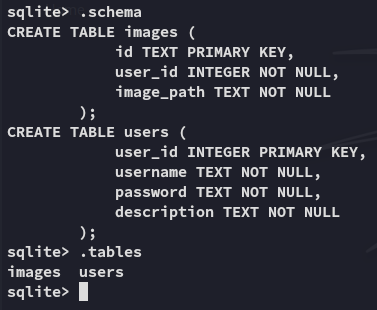 sqlite> .schema
CREATE TABLE images (
            id TEXT PRIMARY KEY,
            user_id INTEGER NOT NULL,
            image_path TEXT NOT NULL
        );
CREATE TABLE users (
            user_id INTEGER PRIMARY KEY,
            username TEXT NOT NULL,
            password TEXT NOT NULL,
            description TEXT NOT NULL
        );
sqlite> .tables
images  users
sqlite>